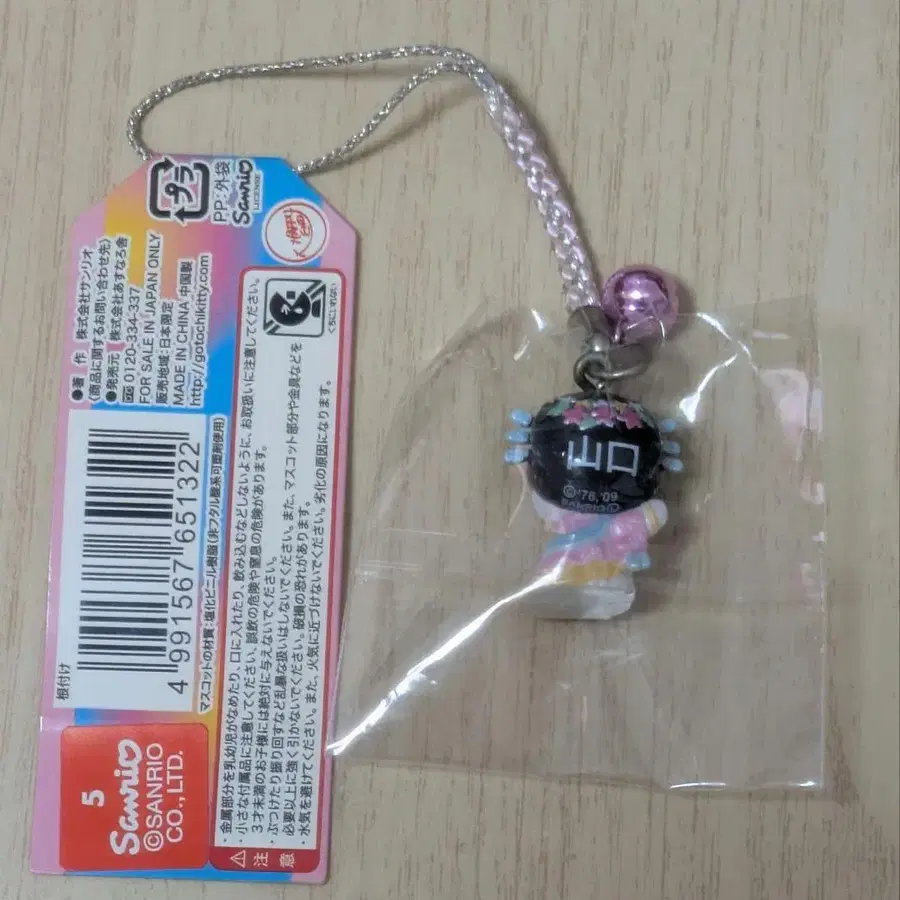 プラ
PP:外袋
Sanrio
LICENSE
●著 作 株式会社サンリオ
(商品に関するお問い合わせ先)
●発売元 株式会社あすなろ舎
0120-334-337
FOR SALE IN JAPAN ONLY
販売地域:日本限定
MADE IN CHINA 中国製
http://gotochikitty.com
根付け
4 991567 651322
マスコットの材質:塩化ビニル樹脂(非フタル酸系可塑剤使用)
5
Sanrio
©SANRIO
CO.,LTD.
くちにいれない
注意
・金属部分を乳幼児がなめたり、口に入れたり、飲み込むなどしないように、お取扱いに注意してください。
・小さな付属品に注意してください。誤飲の危険や窒息の危険があります。
・3才未満のお子様には絶対に与えないでください。
・ぶつけたり振り回すなど乱暴な扱いはしないでください。また、マスコット部分や金具などを
必要以上に強く引かないでください。破損の恐れがあります。
・水気を避けてください。また、火気に近づけないでください。劣化の原因になります。
©'76,'09
SANRIO